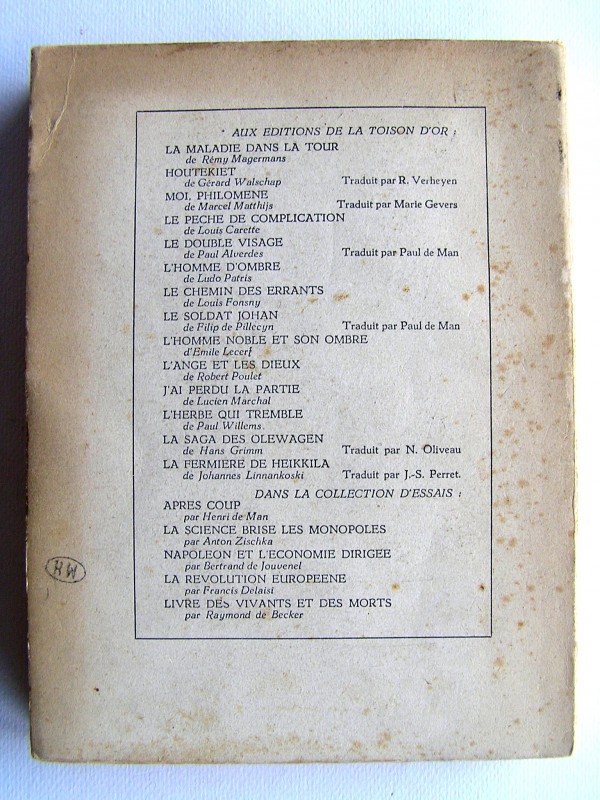 AUX EDITIONS DE LA TOISON D'OR :
LA MALADIE DANS LA TOUR
de Rémy Magermans
HOUTEKIET
de Gérard Walschap Traduit par R. Verheyen
MOI, PHILOMENE
de Marcel Matthijs Traduit par Marie Gevers
LE PECHE DE COMPLICATION
de Louis Carette
LE DOUBLE VISAGE
de Paul Alverdes Traduit par Paul de Man
L'HOMME D'OMBRE
de Ludo Patris
LE CHEMIN DES ERRANTS
de Louis Fonsny
LE SOLDAT JOHAN
de Filip de Pillecyn Traduit par Paul de Man
L'HOMME NOBLE ET SON OMBRE
d'Emile Lecerf
L'ANGE ET LES DIEUX
de Robert Poulet
J'AI PERDU LA PARTIE
de Lucien Marchal
L'HERBE QUI TREMBLE
de Paul Willems.
LA SAGA DES OLEWAGEN
de Hans Grimm Traduit par N. Oliveau
LA FERMIERE DE HEIKKILA
de Johannes Linnankoski Traduit par J.-S. Perret.
DANS LA COLLECTION D'ESSAIS :
APRES COUP
par Henri de Man
LA SCIENCE BRISE LES MONOPOLES
par Anton Zischka
NAPOLEON ET L'ECONOMIE DIRIGEE
par Bertrand de Jouvenel
LA REVOLUTION EUROPEENE
par Francis Delaisi
LIVRE DES VIVANTS ET DES MORTS
par Raymond de Becker